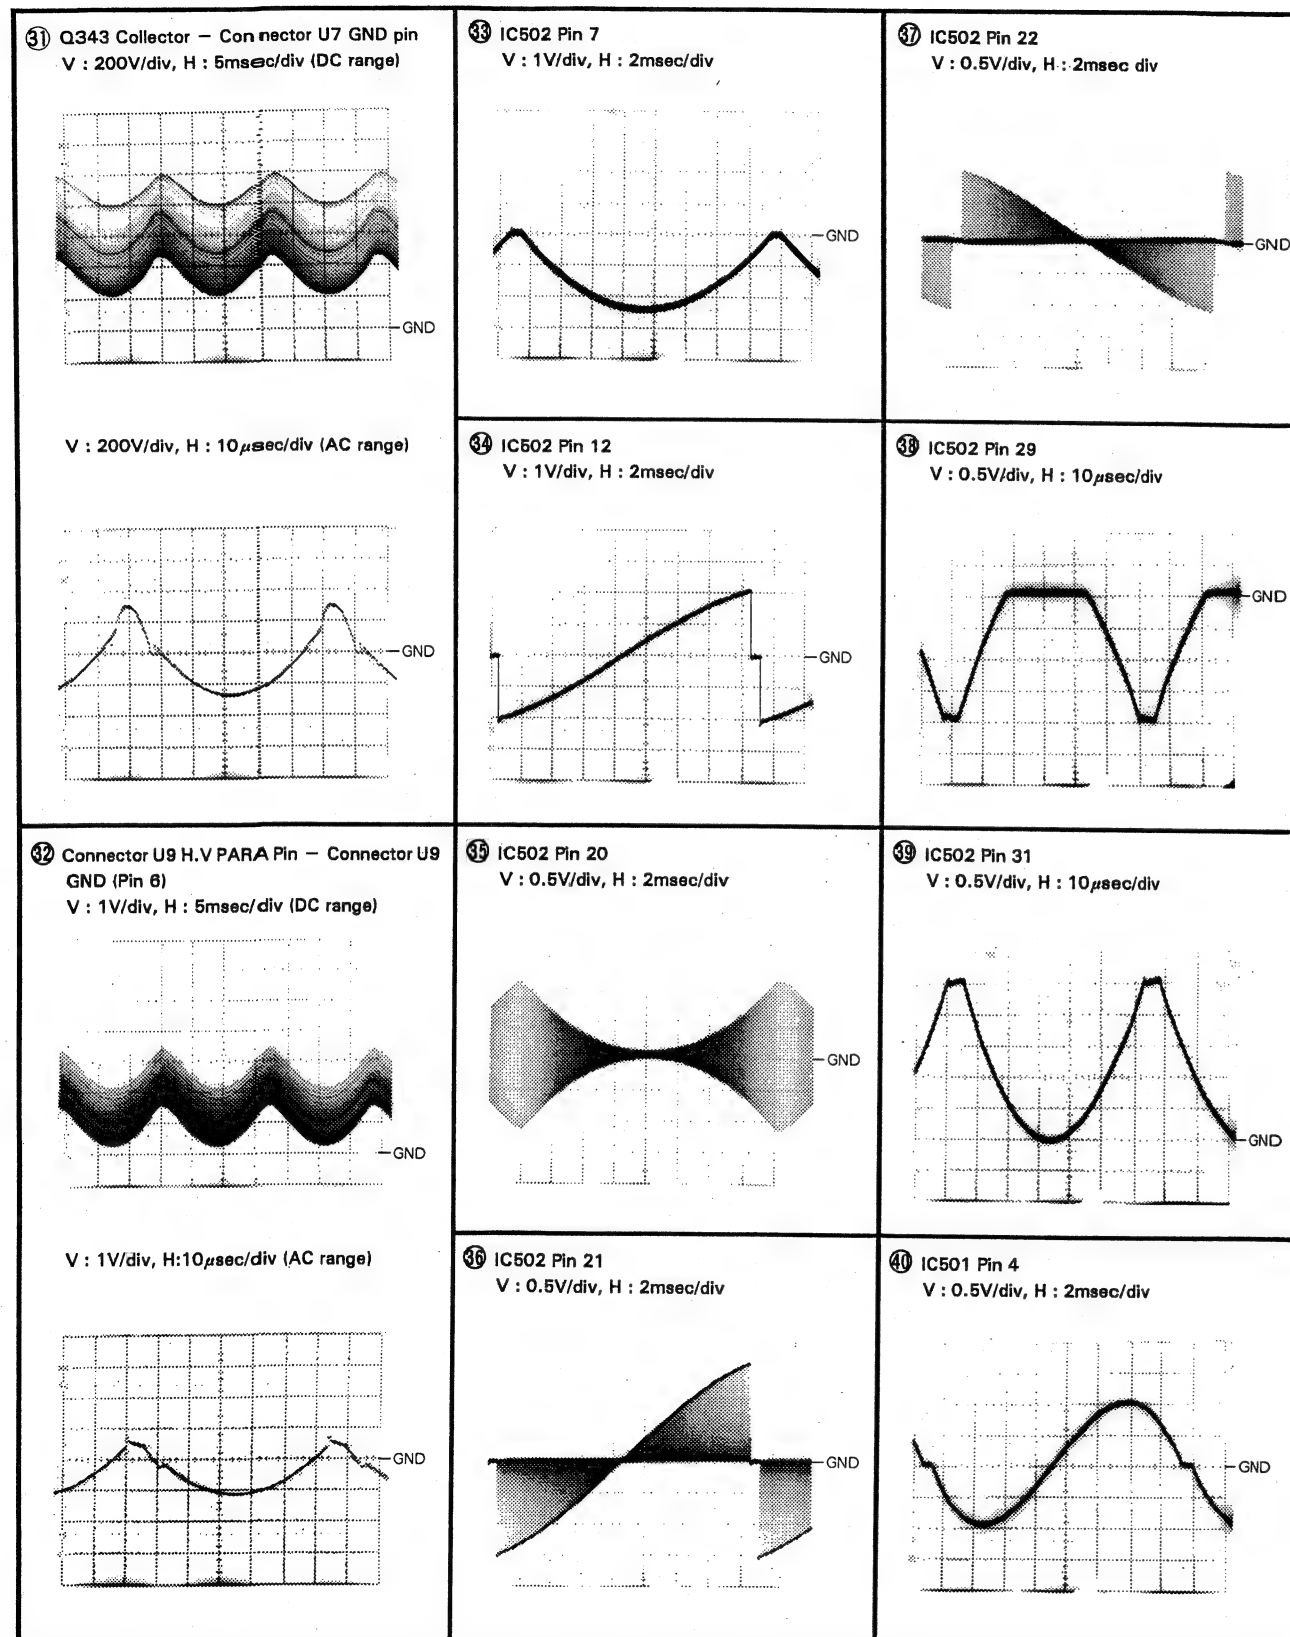 ㉛ Q343 Collector – Connector U7 GND pin
V : 200V/div, H : 5msec/div (DC range)
GND
V : 200V/div, H : 10μsec/div (AC range)
GND
㉜ Connector U9 H.V PARA Pin – Connector U9
GND (Pin 6)
V : 1V/div, H : 5msec/div (DC range)
GND
V : 1V/div, H:10μsec/div (AC range)
GND
㉝ IC502 Pin 7
V : 1V/div, H : 2msec/div
GND
㉞ IC502 Pin 12
V : 1V/div, H : 2msec/div
GND
㉟ IC502 Pin 20
V : 0.5V/div, H : 2msec/div
GND
㊱ IC502 Pin 21
V : 0.5V/div, H : 2msec/div
GND
㊲ IC502 Pin 22
V : 0.5V/div, H : 2msec div
GND
㊳ IC502 Pin 29
V : 0.5V/div, H : 10μsec/div
GND
㊴ IC502 Pin 31
V : 0.5V/div, H : 10μsec/div
GND
㊵ IC501 Pin 4
V : 0.5V/div, H : 2msec/div
GND